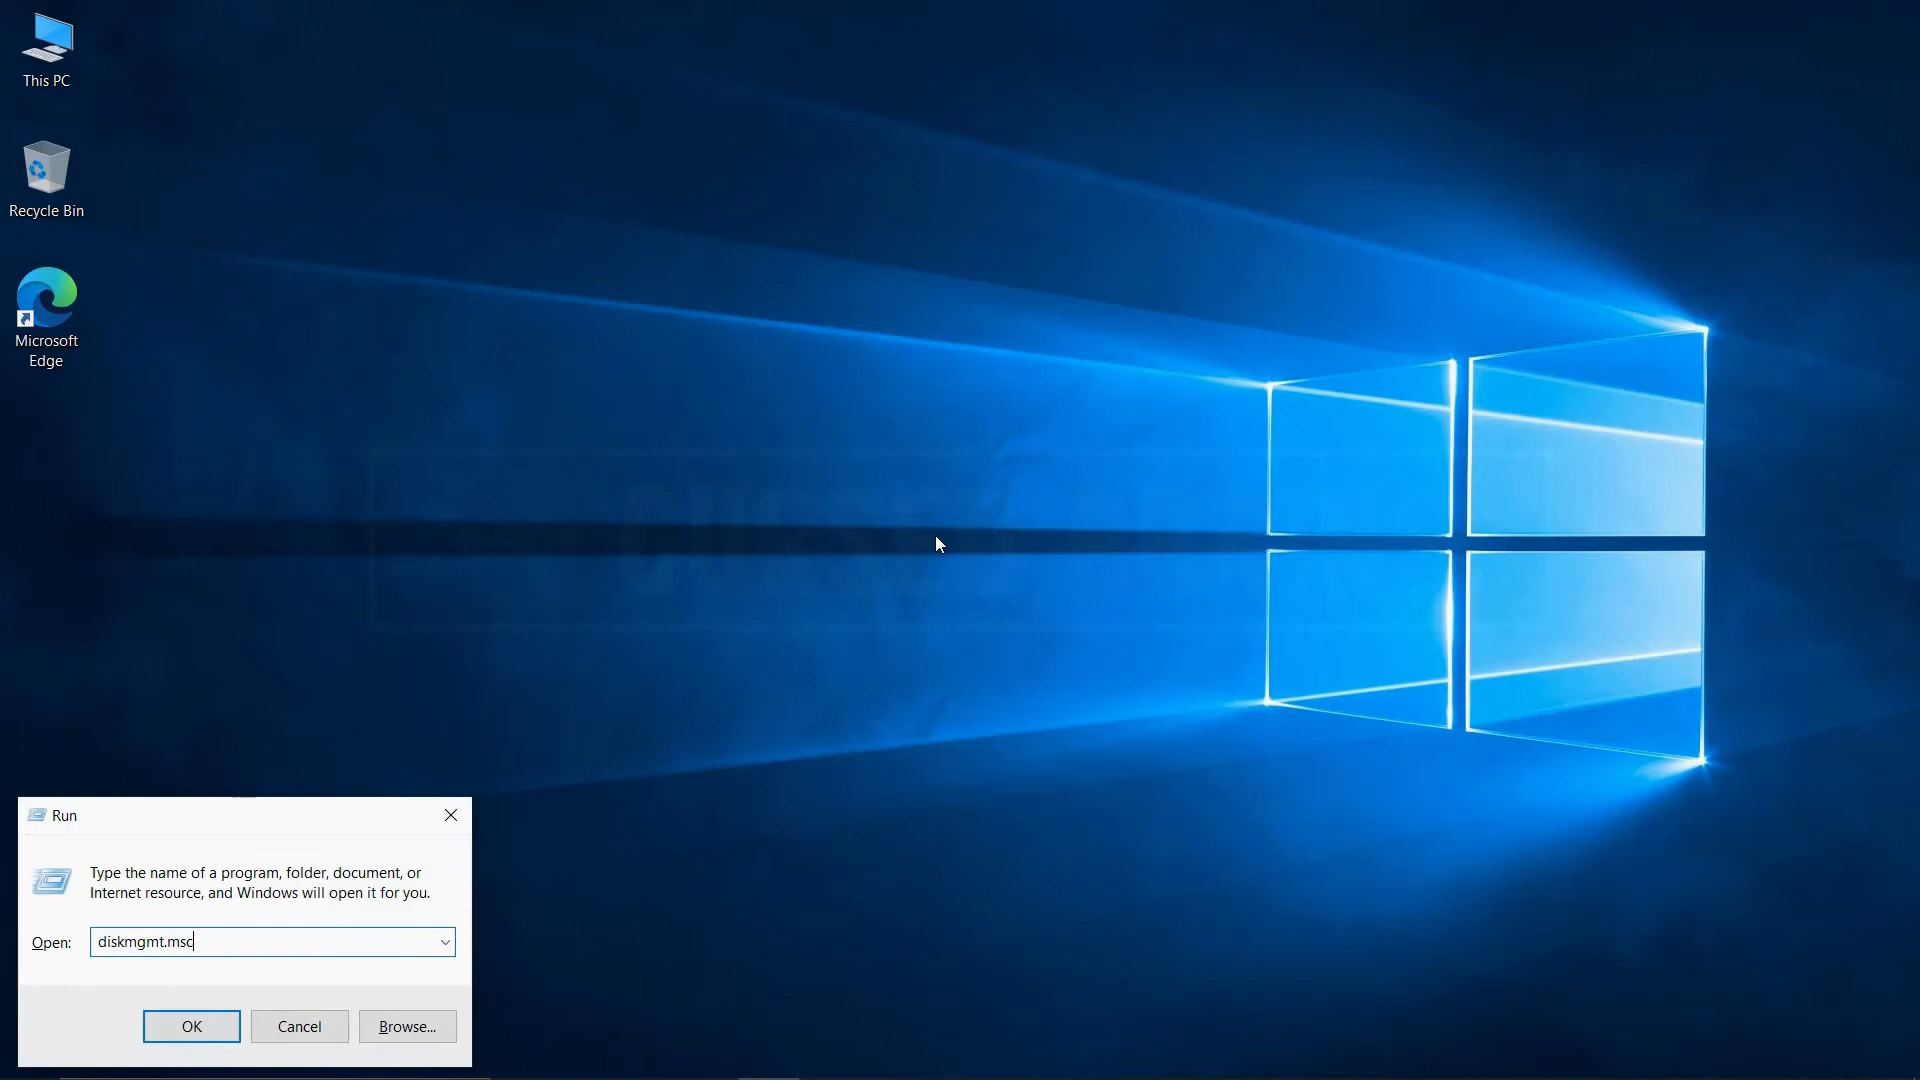 This PC
Recycle Bin
Microsoft
Edge
Run
Type the name of a program, folder, document, or
Internet resource, and Windows will open it for you.
Open: diskmgmt.msc
OK Cancel Browse...